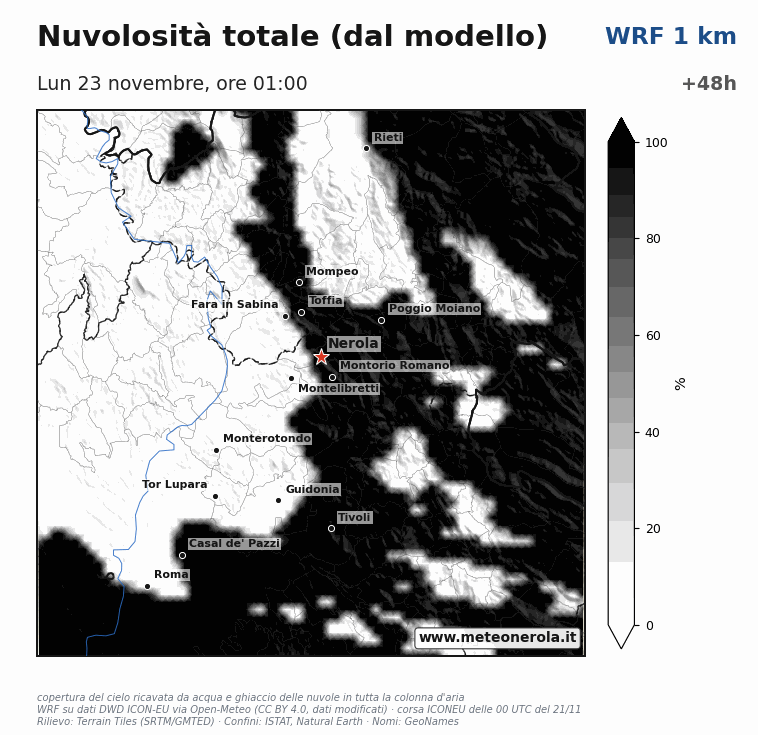 Nuvolosità totale (dal modello)
WRF 1 km
Lun 23 novembre, ore 01:00
+48h
Rieti
Mompeo
Toffia
Fara in Sabina
Poggio Moiano
Nerola
Montorio Romano
Montelibretti
Monterotondo
Tor Lupara
Guidonia
Tivoli
Casal de' Pazzi
Roma
www.meteonerola.it
100
80
60
40
20
0
%
copertura del cielo ricavata da acqua e ghiaccio delle nuvole in tutta la colonna d'aria
WRF su dati DWD ICON-EU via Open-Meteo (CC BY 4.0, dati modificati) · corsa ICONEU delle 00 UTC del 21/11
Rilievo: Terrain Tiles (SRTM/GMTED) · Confini: ISTAT, Natural Earth · Nomi: GeoNames